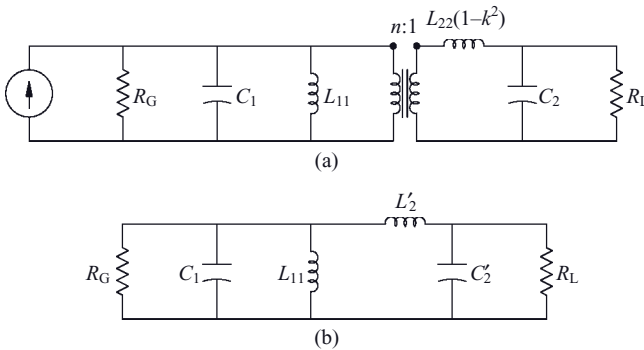 n:1
L22(1–k2)
RG
C1
L11
C2
RL
(a)
L′2
RG
C1
L11
C′2
RL
(b)